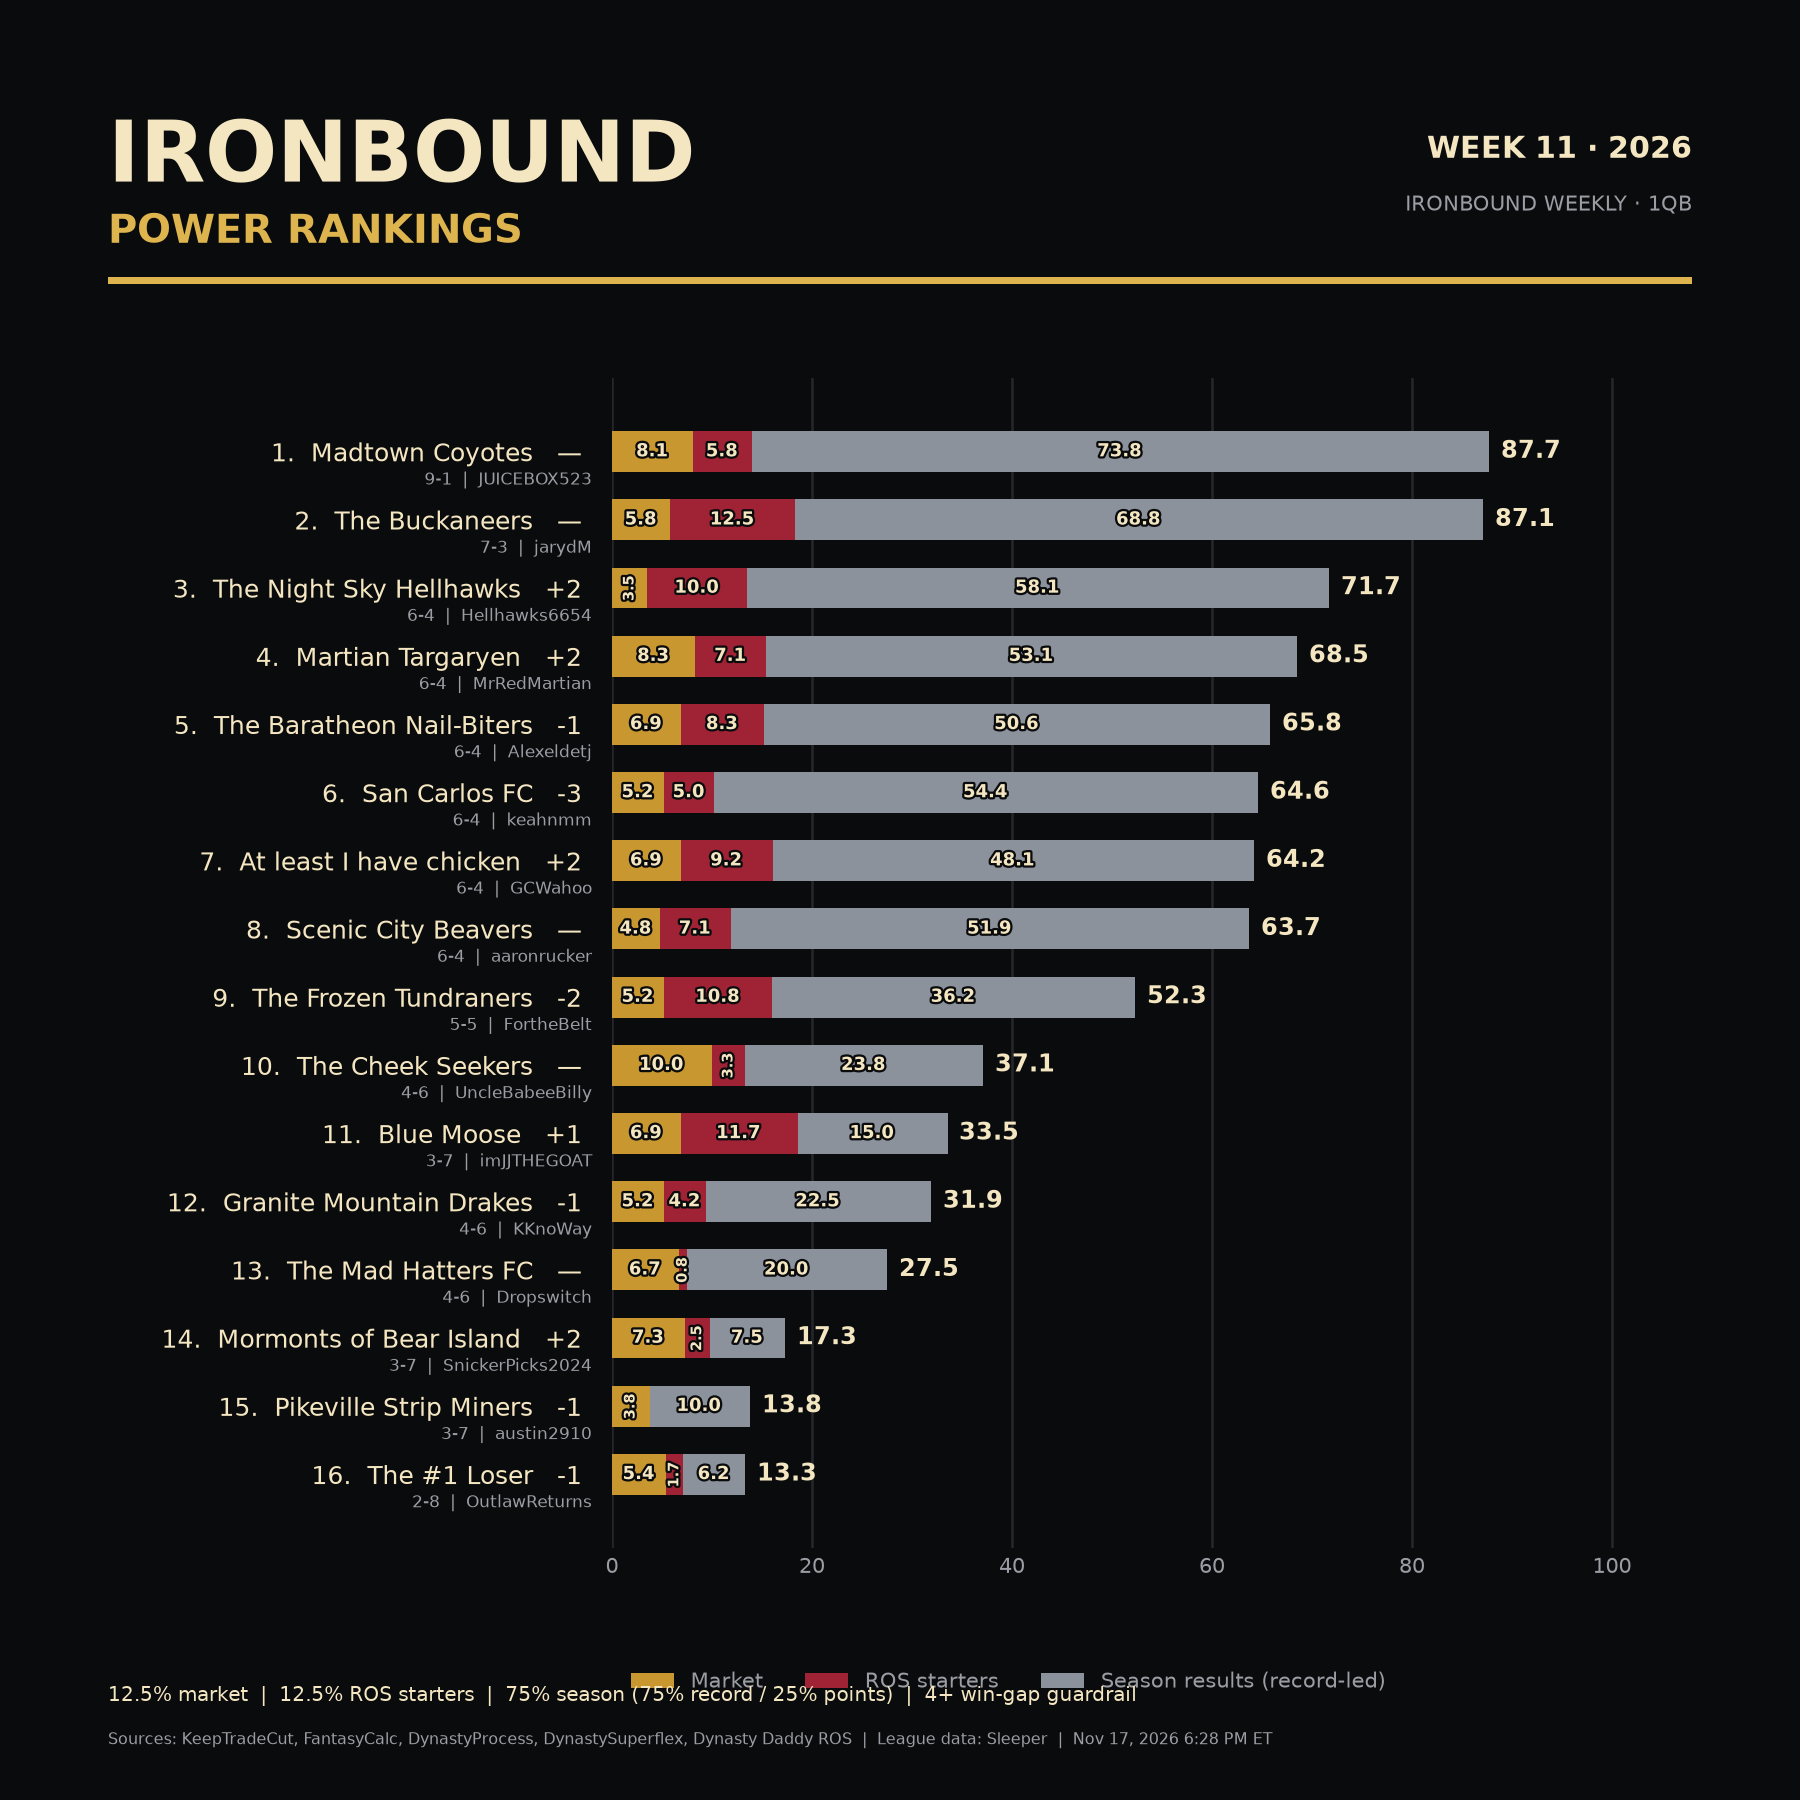 IRONBOUND
POWER RANKINGS
WEEK 11 · 2026
IRONBOUND WEEKLY · 1QB
1. Madtown Coyotes — 8.1 5.8 73.8 87.7
9-1 | JUICEBOX523
2. The Buckaneers — 5.8 12.5 68.8 87.1
7-3 | jarydM
3. The Night Sky Hellhawks +2 3.5 10.0 58.1 71.7
6-4 | Hellhawks6654
4. Martian Targaryen +2 8.3 7.1 53.1 68.5
6-4 | MrRedMartian
5. The Baratheon Nail-Biters -1 6.9 8.3 50.6 65.8
6-4 | Alexeldetj
6. San Carlos FC -3 5.2 5.0 54.4 64.6
6-4 | keahnmm
7. At least I have chicken +2 6.9 9.2 48.1 64.2
6-4 | GCWahoo
8. Scenic City Beavers — 4.8 7.1 51.9 63.7
6-4 | aaronrucker
9. The Frozen Tundraners -2 5.2 10.8 36.2 52.3
5-5 | FortheBelt
10. The Cheek Seekers — 10.0 3.3 23.8 37.1
4-6 | UncleBabeeBilly
11. Blue Moose +1 6.9 11.7 15.0 33.5
3-7 | imJJTHEGOAT
12. Granite Mountain Drakes -1 5.2 4.2 22.5 31.9
4-6 | KKnoWay
13. The Mad Hatters FC — 6.7 0.8 20.0 27.5
4-6 | Dropswitch
14. Mormonts of Bear Island +2 7.3 2.5 7.5 17.3
3-7 | SnickerPicks2024
15. Pikeville Strip Miners -1 3.8 10.0 13.8
3-7 | austin2910
16. The #1 Loser -1 5.4 1.7 6.2 13.3
2-8 | OutlawReturns
0 20 40 60 80 100
Market ROS starters Season results (record-led)
12.5% market | 12.5% ROS starters | 75% season (75% record / 25% points) | 4+ win-gap guardrail
Sources: KeepTradeCut, FantasyCalc, DynastyProcess, DynastySuperflex, Dynasty Daddy ROS | League data: Sleeper | Nov 17, 2026 6:28 PM ET